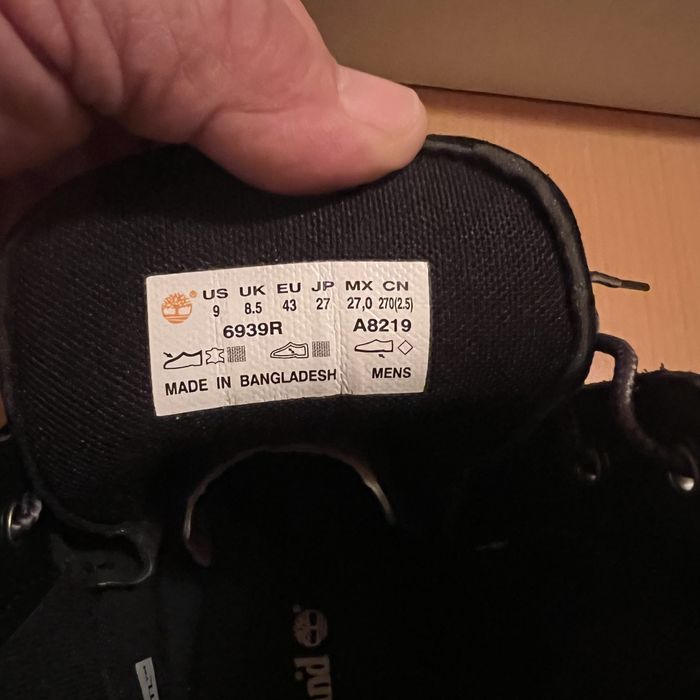 ® US UK EU JP MX CN
9 8.5 43 27 27,0 270(2.5)
6939R A8219
MADE IN BANGLADESH MENS